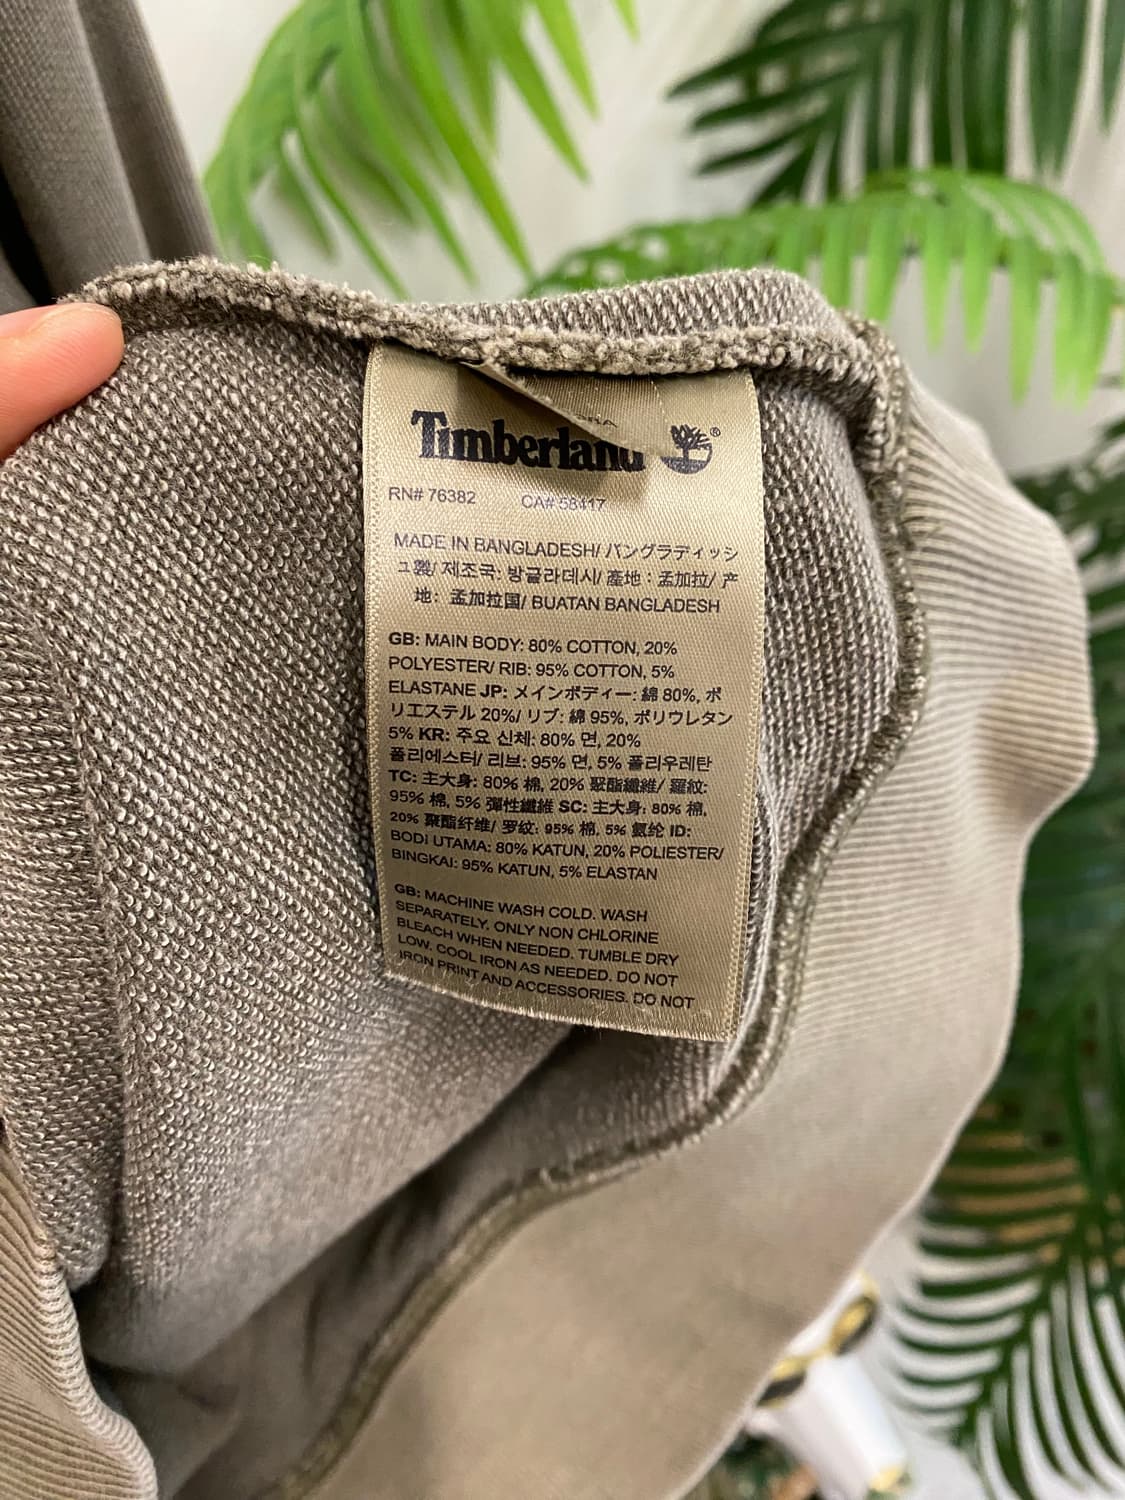 Timberland ®
RN# 76382 CA# 58417
MADE IN BANGLADESH/ バングラディッシ
ュ製/ 제조국: 방글라데시/ 產地：孟加拉/ 产
地：孟加拉国/ BUATAN BANGLADESH
GB: MAIN BODY: 80% COTTON, 20%
POLYESTER/ RIB: 95% COTTON, 5%
ELASTANE JP: メインボディー: 綿 80%, ポ
リエステル 20%/ リブ: 綿 95%, ポリウレタン
5% KR: 주요 신체: 80% 면, 20%
폴리에스터/ 리브: 95% 면, 5% 폴리우레탄
TC: 主大身: 80% 棉, 20% 聚酯纖維/ 羅紋:
95% 棉, 5% 彈性纖維 SC: 主大身: 80% 棉,
20% 聚酯纤维/ 罗纹: 95% 棉, 5% 氨纶 ID:
BODI UTAMA: 80% KATUN, 20% POLIESTER/
BINGKAI: 95% KATUN, 5% ELASTAN
GB: MACHINE WASH COLD. WASH
SEPARATELY. ONLY NON CHLORINE
BLEACH WHEN NEEDED. TUMBLE DRY
LOW. COOL IRON AS NEEDED. DO NOT
IRON PRINT AND ACCESSORIES. DO NOT